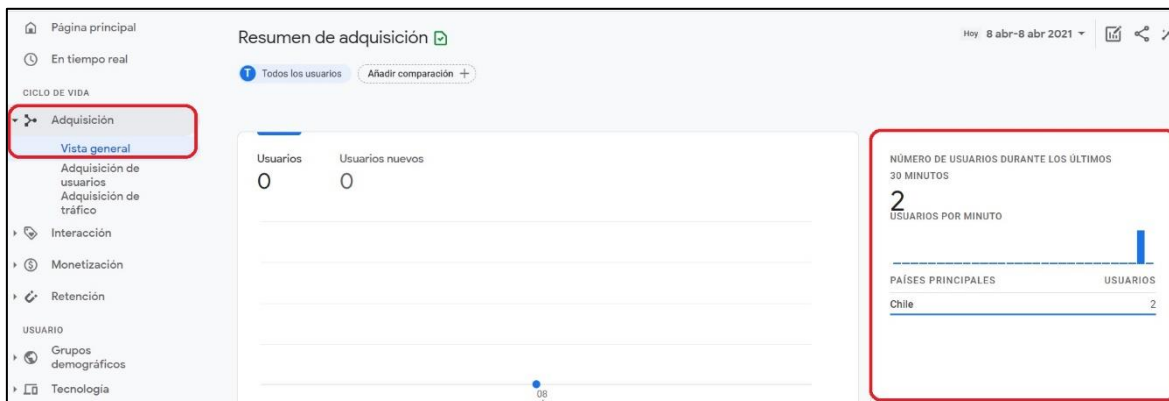 Página principal
En tiempo real
CICLO DE VIDA
Adquisición
Vista general
Adquisición de
usuarios
Adquisición de
tráfico
Interacción
Monetización
Retención
USUARIO
Grupos
demográficos
Tecnología
Resumen de adquisición
Hoy 8 abr-8 abr 2021
T Todos los usuarios
Añadir comparación
Usuarios Usuarios nuevos
0 0
08
NÚMERO DE USUARIOS DURANTE LOS ÚLTIMOS
30 MINUTOS
2
USUARIOS POR MINUTO
PAÍSES PRINCIPALES USUARIOS
Chile 2